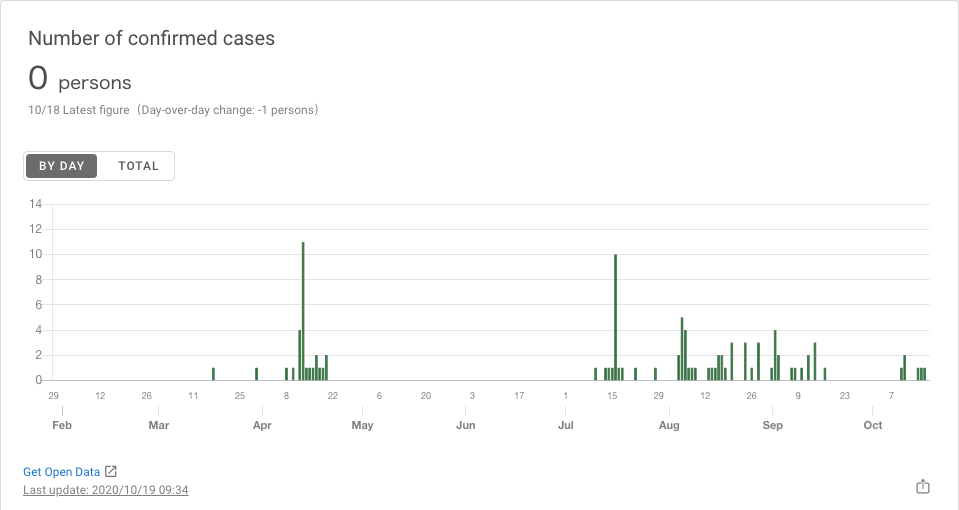 Number of confirmed cases
0 persons
10/18 Latest figure（Day-over-day change: -1 persons）
BY DAY TOTAL
14
12
10
8
6
4
2
0
29 12 26 11 25 8 22 6 20 3 17 1 15 29 12 26 9 23 7
Feb Mar Apr May Jun Jul Aug Sep Oct
Get Open Data
Last update: 2020/10/19 09:34